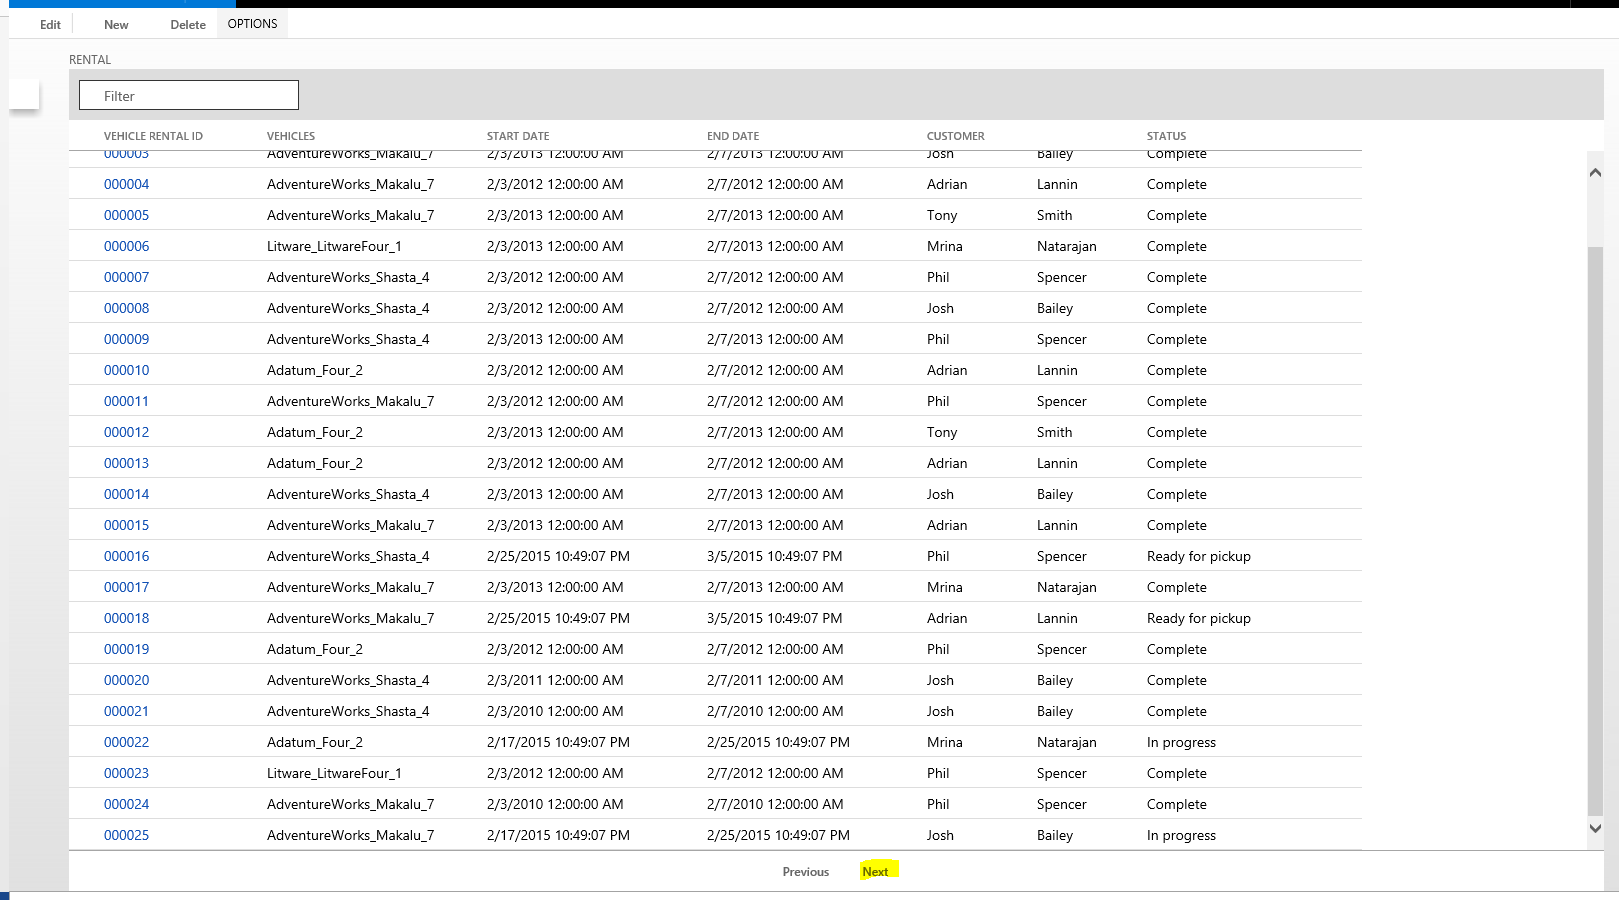 Edit New Delete OPTIONS
RENTAL
Filter
VEHICLE RENTAL ID VEHICLES START DATE END DATE CUSTOMER STATUS
000003 AdventureWorks_Makalu_7 2/3/2013 12:00:00 AM 2/7/2013 12:00:00 AM Josh Bailey Complete
000004 AdventureWorks_Makalu_7 2/3/2012 12:00:00 AM 2/7/2012 12:00:00 AM Adrian Lannin Complete
000005 AdventureWorks_Makalu_7 2/3/2013 12:00:00 AM 2/7/2013 12:00:00 AM Tony Smith Complete
000006 Litware_LitwareFour_1 2/3/2013 12:00:00 AM 2/7/2013 12:00:00 AM Mrina Natarajan Complete
000007 AdventureWorks_Shasta_4 2/3/2012 12:00:00 AM 2/7/2012 12:00:00 AM Phil Spencer Complete
000008 AdventureWorks_Shasta_4 2/3/2012 12:00:00 AM 2/7/2012 12:00:00 AM Josh Bailey Complete
000009 AdventureWorks_Shasta_4 2/3/2013 12:00:00 AM 2/7/2013 12:00:00 AM Phil Spencer Complete
000010 Adatum_Four_2 2/3/2012 12:00:00 AM 2/7/2012 12:00:00 AM Adrian Lannin Complete
000011 AdventureWorks_Makalu_7 2/3/2012 12:00:00 AM 2/7/2012 12:00:00 AM Phil Spencer Complete
000012 Adatum_Four_2 2/3/2013 12:00:00 AM 2/7/2013 12:00:00 AM Tony Smith Complete
000013 Adatum_Four_2 2/3/2012 12:00:00 AM 2/7/2012 12:00:00 AM Adrian Lannin Complete
000014 AdventureWorks_Shasta_4 2/3/2013 12:00:00 AM 2/7/2013 12:00:00 AM Josh Bailey Complete
000015 AdventureWorks_Makalu_7 2/3/2013 12:00:00 AM 2/7/2013 12:00:00 AM Adrian Lannin Complete
000016 AdventureWorks_Shasta_4 2/25/2015 10:49:07 PM 3/5/2015 10:49:07 PM Phil Spencer Ready for pickup
000017 AdventureWorks_Makalu_7 2/3/2013 12:00:00 AM 2/7/2013 12:00:00 AM Mrina Natarajan Complete
000018 AdventureWorks_Makalu_7 2/25/2015 10:49:07 PM 3/5/2015 10:49:07 PM Adrian Lannin Ready for pickup
000019 Adatum_Four_2 2/3/2012 12:00:00 AM 2/7/2012 12:00:00 AM Phil Spencer Complete
000020 AdventureWorks_Shasta_4 2/3/2011 12:00:00 AM 2/7/2011 12:00:00 AM Josh Bailey Complete
000021 AdventureWorks_Shasta_4 2/3/2010 12:00:00 AM 2/7/2010 12:00:00 AM Josh Bailey Complete
000022 Adatum_Four_2 2/17/2015 10:49:07 PM 2/25/2015 10:49:07 PM Mrina Natarajan In progress
000023 Litware_LitwareFour_1 2/3/2012 12:00:00 AM 2/7/2012 12:00:00 AM Phil Spencer Complete
000024 AdventureWorks_Makalu_7 2/3/2010 12:00:00 AM 2/7/2010 12:00:00 AM Phil Spencer Complete
000025 AdventureWorks_Makalu_7 2/17/2015 10:49:07 PM 2/25/2015 10:49:07 PM Josh Bailey In progress
Previous Next